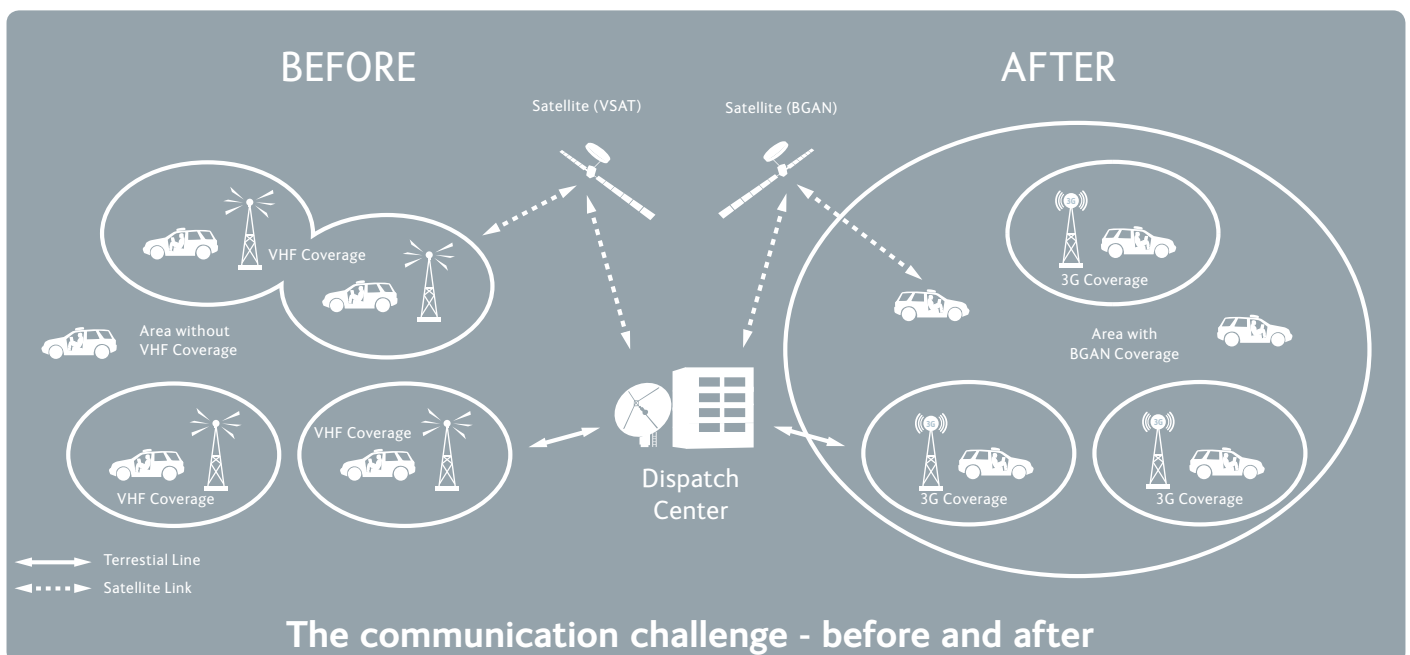 BEFORE
AFTER
Satellite (VSAT)
Satellite (BGAN)
VHF Coverage
3G
3G Coverage
Area without
VHF Coverage
Area with
BGAN Coverage
VHF Coverage
VHF Coverage
Dispatch
Center
3G
3G Coverage
3G
3G Coverage
Terrestial Line
Satellite Link
The communication challenge - before and after